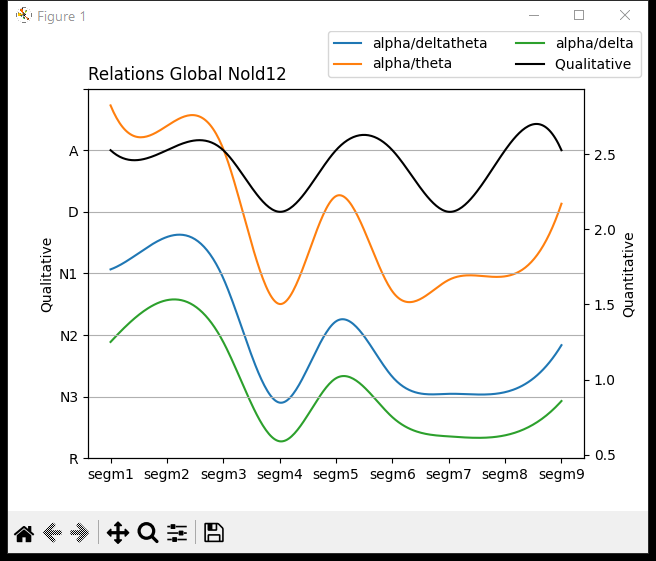 Figure 1
alpha/deltatheta
alpha/theta
alpha/delta
Qualitative
Relations Global Nold12
A
D
N1
N2
N3
R
Qualitative
2.5
2.0
1.5
1.0
0.5
Quantitative
segm1 segm2 segm3 segm4 segm5 segm6 segm7 segm8 segm9